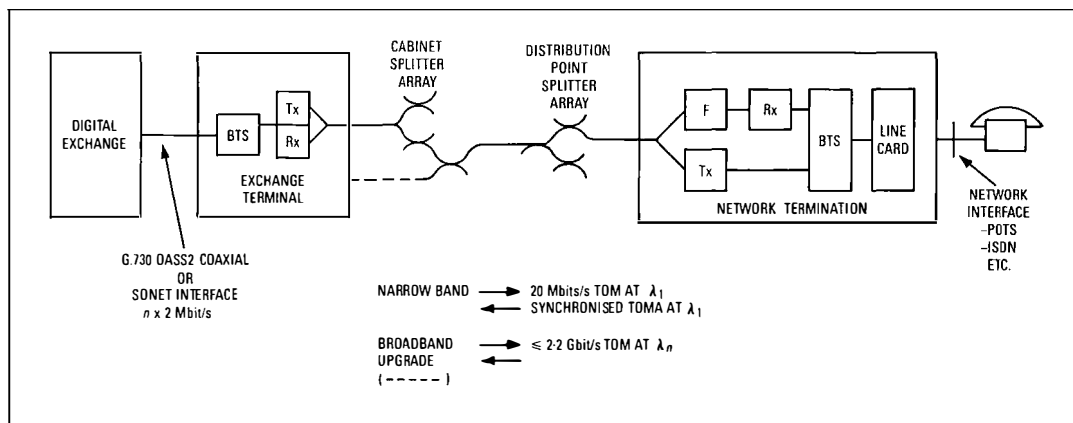 CABINET
SPLITTER
ARRAY
DISTRIBUTION
POINT
SPLITTER
ARRAY
DIGITAL
EXCHANGE
BTS
Tx
Rx
EXCHANGE
TERMINAL
F
Rx
Tx
BTS
LINE
CARD
NETWORK TERMINATION
NETWORK
INTERFACE
-POTS
-ISDN
ETC.
G.730 OASS2 COAXIAL
OR
SONET INTERFACE
n x 2 Mbit/s
NARROW BAND → 20 Mbits/s TOM AT λ1
← SYNCHRONISED TOMA AT λ1
BROADBAND → ≤ 2·2 Gbit/s TOM AT λn
UPGRADE ←
(-----)